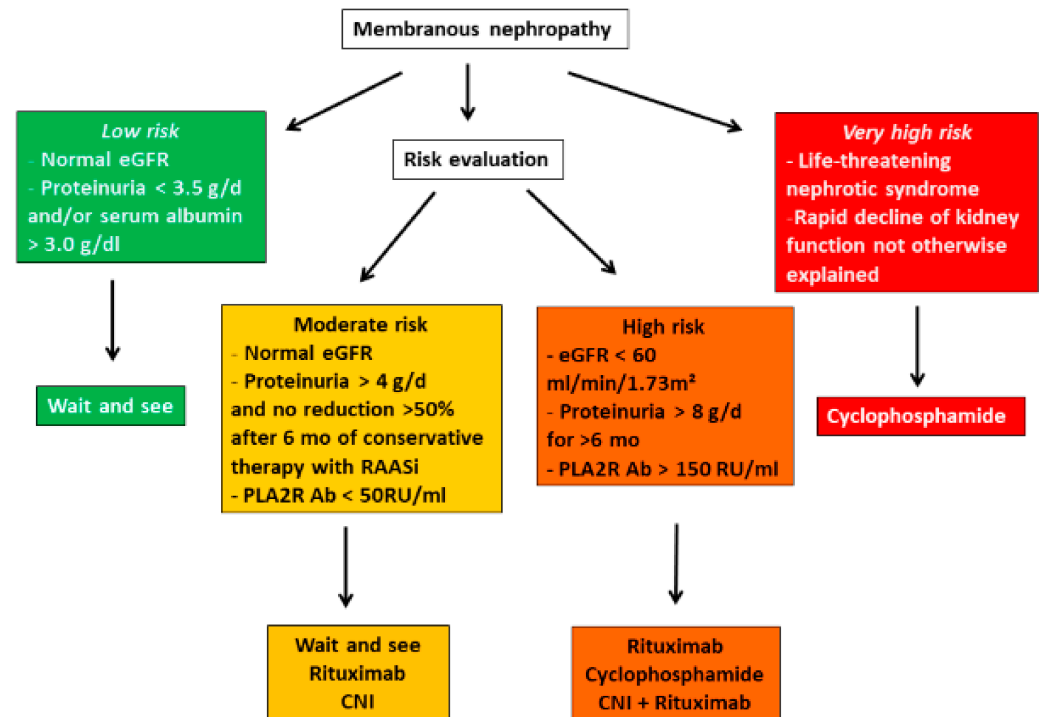 Membranous nephropathy
Low risk
- Normal eGFR
- Proteinuria < 3.5 g/d
and/or serum albumin
> 3.0 g/dl
Risk evaluation
Very high risk
- Life-threatening
nephrotic syndrome
-Rapid decline of kidney
function not otherwise
explained
Moderate risk
- Normal eGFR
- Proteinuria > 4 g/d
and no reduction >50%
after 6 mo of conservative
therapy with RAASi
- PLA2R Ab < 50RU/ml
High risk
- eGFR < 60
ml/min/1.73m²
- Proteinuria > 8 g/d
for >6 mo
- PLA2R Ab > 150 RU/ml
Wait and see
Cyclophosphamide
Wait and see
Rituximab
CNI
Rituximab
Cyclophosphamide
CNI + Rituximab